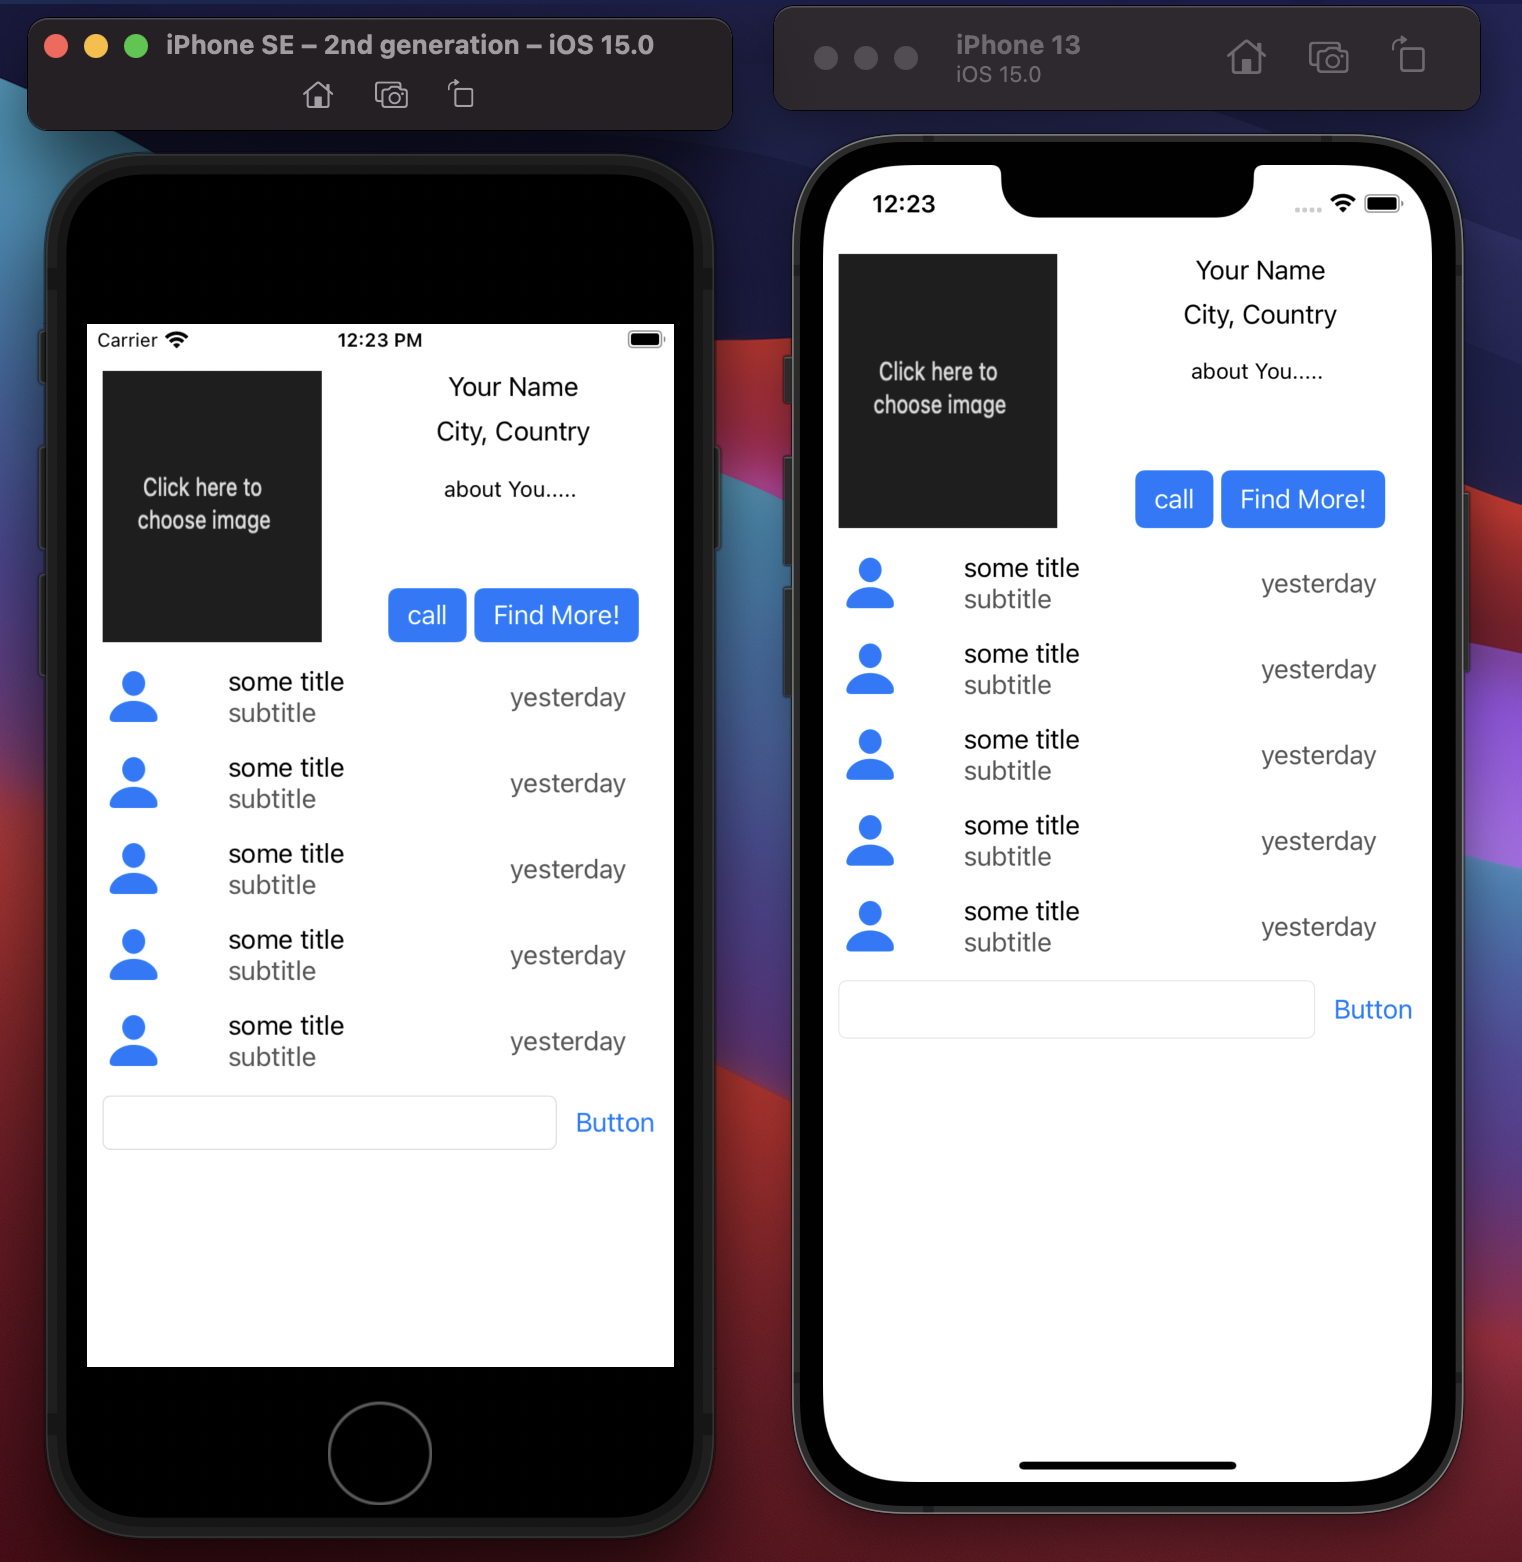 iPhone SE – 2nd generation – iOS 15.0
Carrier
12:23 PM
Click here to
choose image
Your Name
City, Country
about You.....
call
Find More!
some title
subtitle
yesterday
some title
subtitle
yesterday
some title
subtitle
yesterday
some title
subtitle
yesterday
some title
subtitle
yesterday
Button
iPhone 13
iOS 15.0
12:23
Click here to
choose image
Your Name
City, Country
about You.....
call
Find More!
some title
subtitle
yesterday
some title
subtitle
yesterday
some title
subtitle
yesterday
some title
subtitle
yesterday
some title
subtitle
yesterday
Button